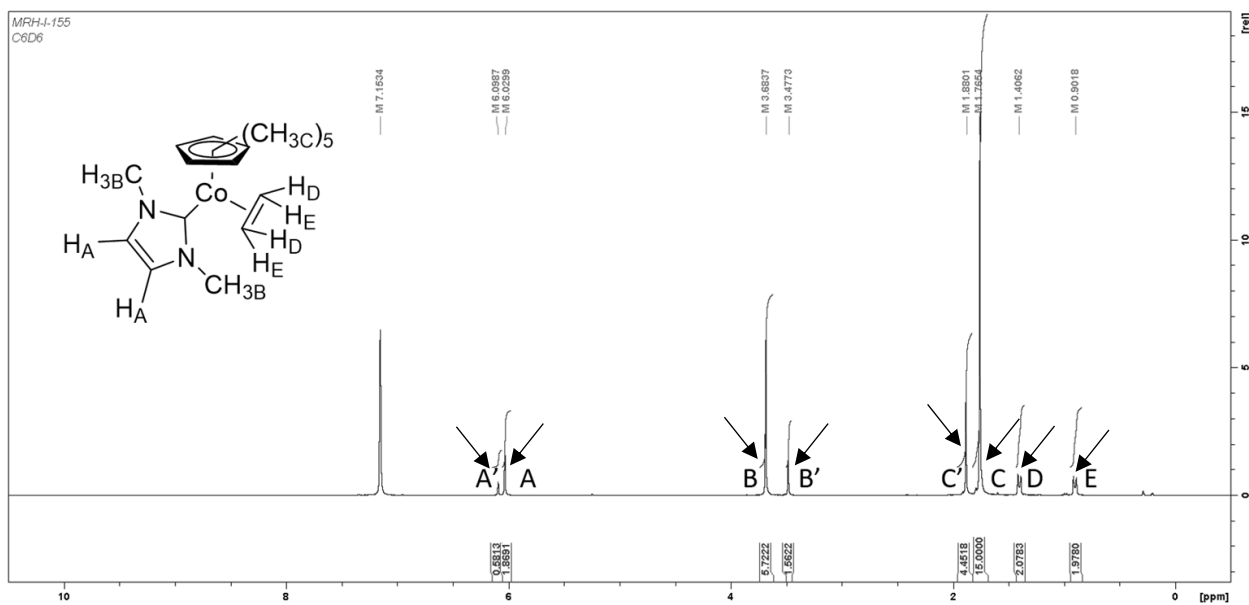 MRH-I-155
C6D6
[rel]
M 7.1534
M 6.0987
M 6.0299
M 3.6837
M 3.4773
M 1.8801
M 1.7654
M 1.4062
M 0.9018
15
10
5
0
(CH3C)5
H3B C
Co
N
HD
HE
HA
N
HD
HE
CH3B
HA
A’
A
B
B’
C’
C
D
E
0.5813
1.8691
5.7222
1.5622
4.4518
15.0000
2.0783
1.9780
10
8
6
4
2
0
[ppm]